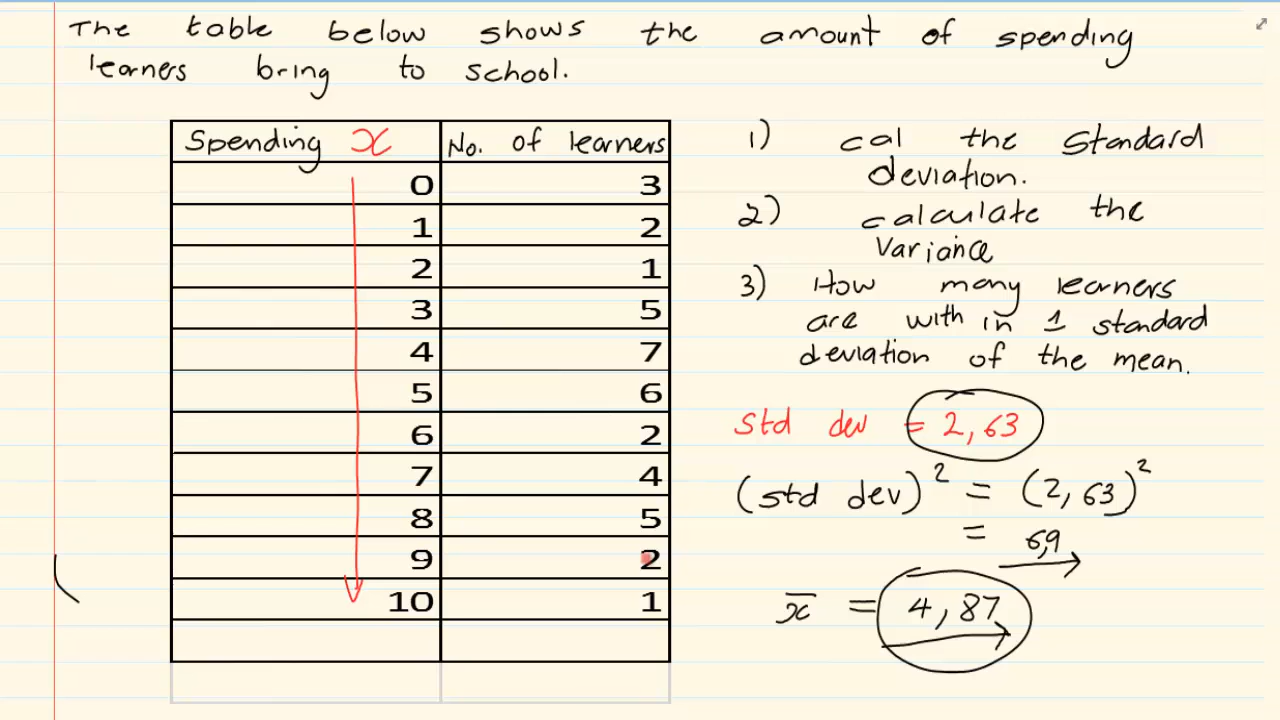 The table below shows the amount of spending
learners bring to school.
Spending x No. of learners
0 3
1 2
2 1
3 5
4 7
5 6
6 2
7 4
8 5
9 2
10 1
1) cal the Standard
deviation.
2) calculate the
Variance
3) How many learners
are with in 1 standard
deviation of the mean.
std dev = 2,63
(std dev)² = (2,63)²
= 6,9
x̄ = 4,87